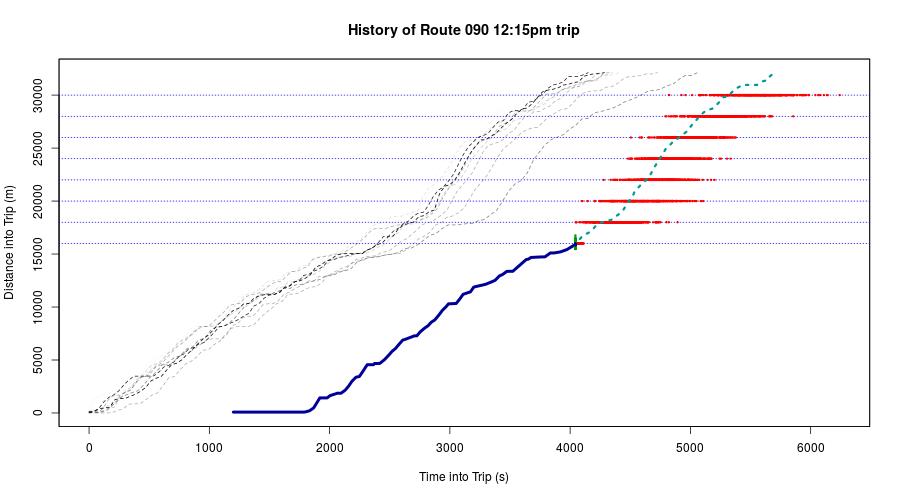 History of Route 090 12:15pm trip
Distance into Trip (m)
30000
25000
20000
15000
10000
5000
0
0 1000 2000 3000 4000 5000 6000
Time into Trip (s)